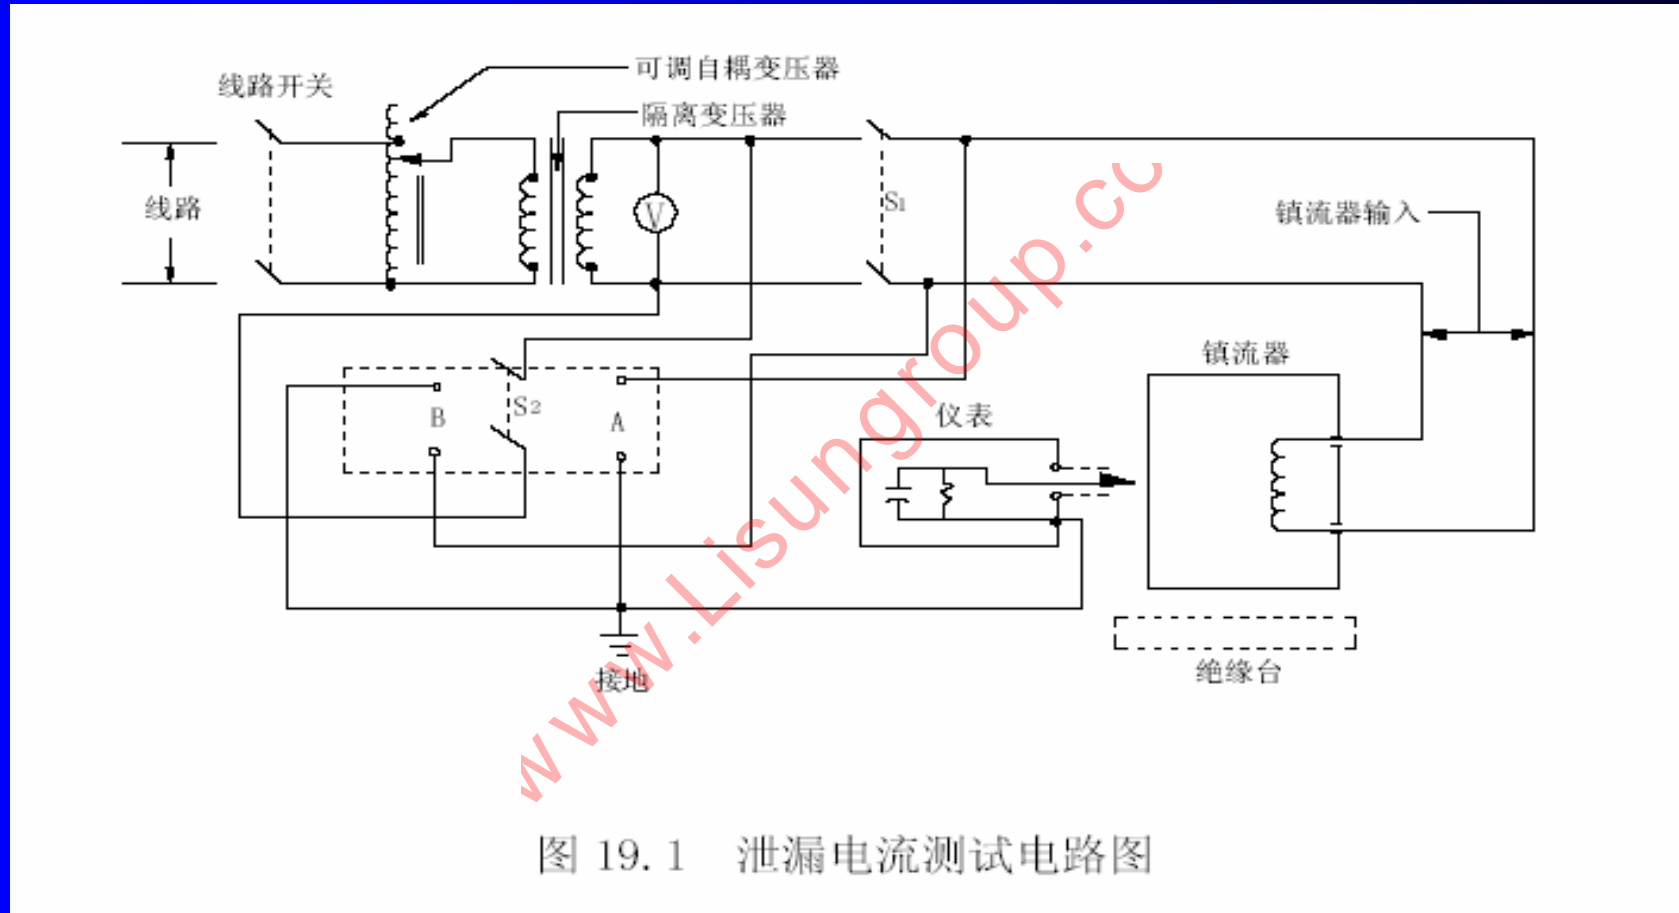 可调自耦变压器
线路开关
隔离变压器
线路
V
S1
镇流器输入
镇流器
S2
B
A
仪表
接地
绝缘台
www.Lisungroup.co
图 19.1 泄漏电流测试电路图